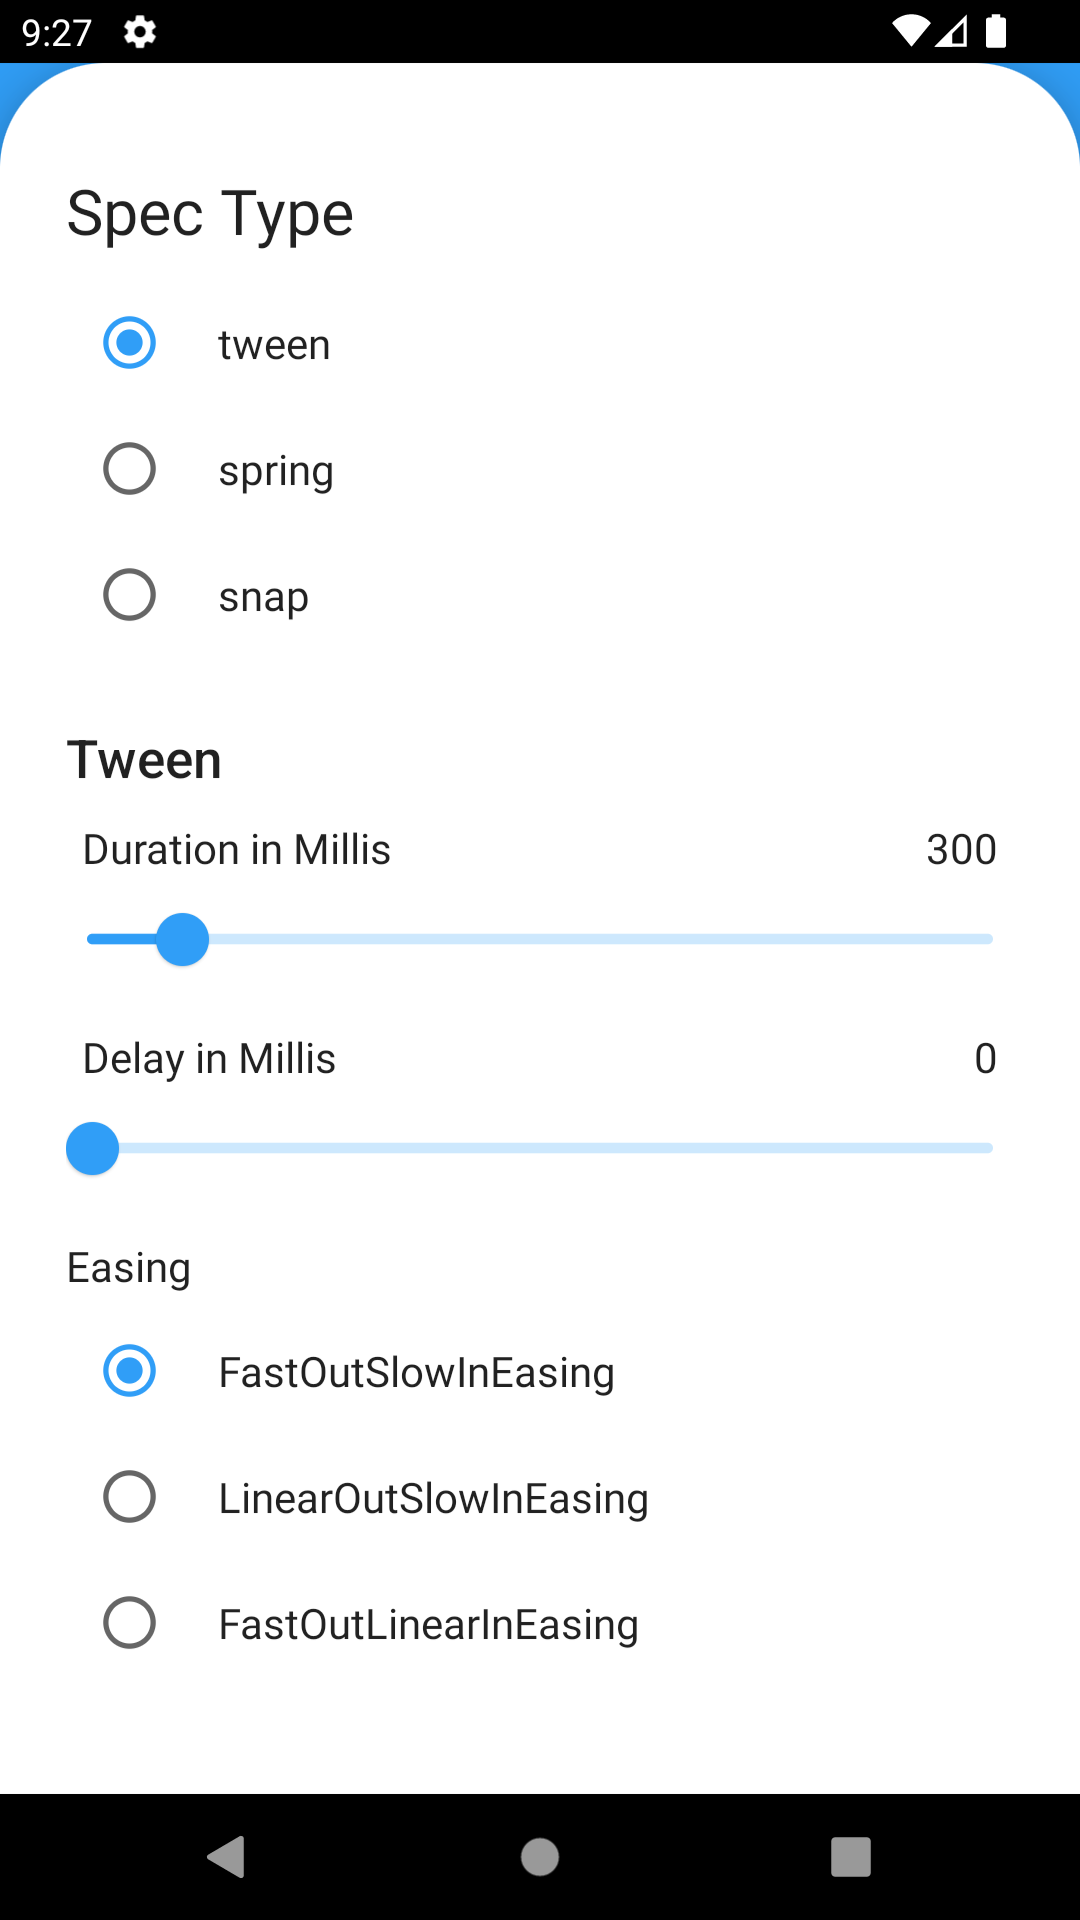 9:27
Spec Type
tween
spring
snap
Tween
Duration in Millis 300
Delay in Millis 0
Easing
FastOutSlowInEasing
LinearOutSlowInEasing
FastOutLinearInEasing